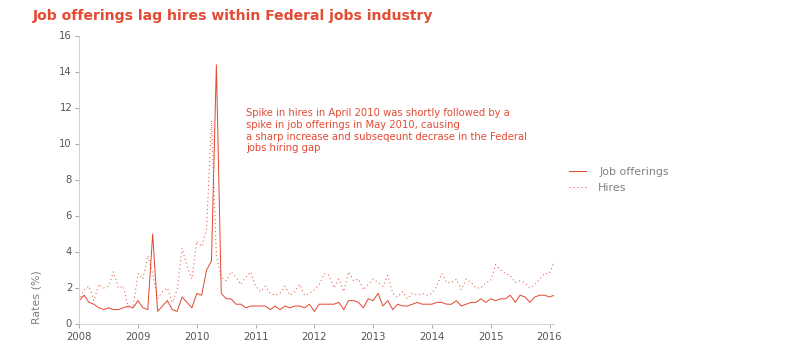 Job offerings lag hires within Federal jobs industry
16
14
12
10
8
6
4
2
0
Rates (%)
Spike in hires in April 2010 was shortly followed by a
spike in job offerings in May 2010, causing
a sharp increase and subseqeunt decrase in the Federal
jobs hiring gap
Job offerings
Hires
2008
2009
2010
2011
2012
2013
2014
2015
2016